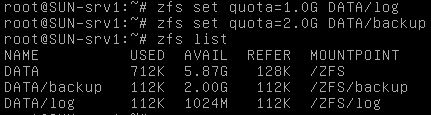 root@SUN-srv1:~# zfs set quota=1.0G DATA/log
root@SUN-srv1:~# zfs set quota=2.0G DATA/backup
root@SUN-srv1:~# zfs list
NAME USED AVAIL REFER MOUNTPOINT
DATA 712K 5.87G 128K /ZFS
DATA/backup 112K 2.00G 112K /ZFS/backup
DATA/log 112K 1024M 112K /ZFS/log